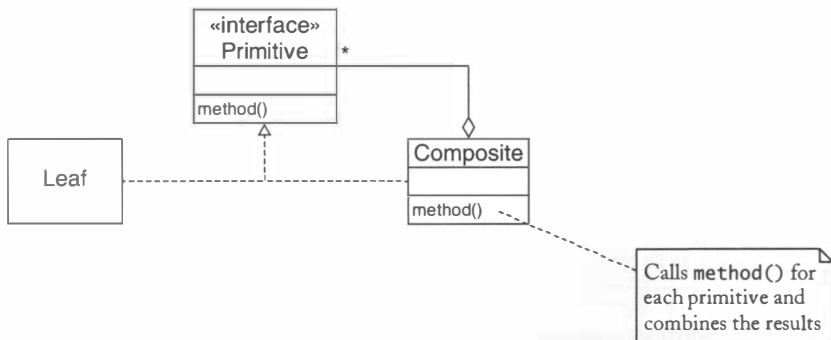 «interface»
Primitive
*
method()
Leaf
Composite
method()
Calls method() for
each primitive and
combines the results